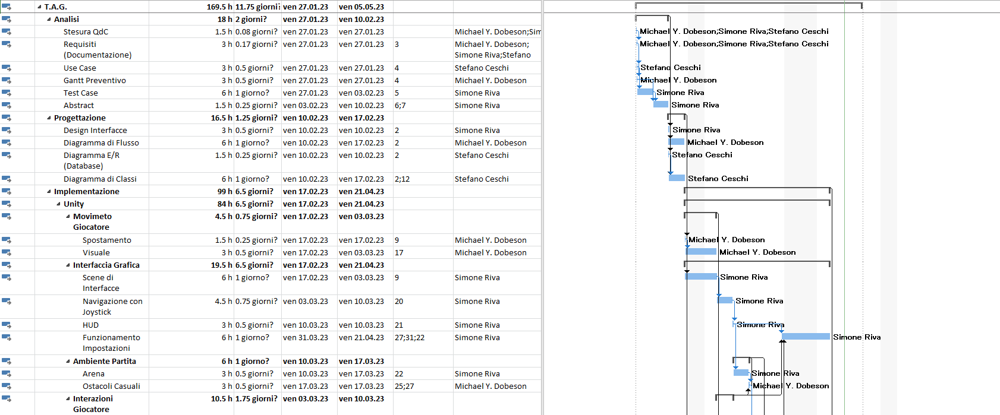 T.A.G. 169.5 h 11.75 giorni? ven 27.01.23 ven 05.05.23
Analisi 18 h 2 giorni? ven 27.01.23 ven 10.02.23
Stesura QdC 1.5 h 0.08 giorni? ven 27.01.23 ven 27.01.23 Michael Y. Dobeson;Sim Michael Y. Dobeson;Simone Riva;Stefano Ceschi
Requisiti 3 h 0.17 giorni? ven 27.01.23 ven 27.01.23 3 Michael Y. Dobeson; Michael Y. Dobeson;Simone Riva;Stefano Ceschi
(Documentazione) Simone Riva;Stefano
Use Case 3 h 0.5 giorni? ven 27.01.23 ven 27.01.23 4 Stefano Ceschi Stefano Ceschi
Gantt Preventivo 3 h 0.5 giorni? ven 27.01.23 ven 27.01.23 4 Michael Y. Dobeson Michael Y. Dobeson
Test Case 6 h 1 giorno? ven 27.01.23 ven 03.02.23 5 Simone Riva Simone Riva
Abstract 1.5 h 0.25 giorni? ven 03.02.23 ven 10.02.23 6;7 Simone Riva Simone Riva
Progettazione 16.5 h 1.25 giorni? ven 10.02.23 ven 17.02.23
Design Interfacce 3 h 0.5 giorni? ven 10.02.23 ven 10.02.23 2 Simone Riva Simone Riva
Diagramma di Flusso 6 h 1 giorno? ven 10.02.23 ven 17.02.23 2 Michael Y. Dobeson Michael Y. Dobeson
Diagramma E/R 1.5 h 0.25 giorni? ven 10.02.23 ven 10.02.23 2 Stefano Ceschi Stefano Ceschi
(Database)
Diagramma di Classi 6 h 1 giorno? ven 10.02.23 ven 17.02.23 2;12 Stefano Ceschi Stefano Ceschi
Implementazione 99 h 6.5 giorni? ven 17.02.23 ven 21.04.23
Unity 84 h 6.5 giorni? ven 17.02.23 ven 21.04.23
Movimeto 4.5 h 0.75 giorni? ven 17.02.23 ven 03.03.23
Giocatore
Spostamento 1.5 h 0.25 giorni? ven 17.02.23 ven 17.02.23 9 Michael Y. Dobeson Michael Y. Dobeson
Visuale 3 h 0.5 giorni? ven 17.02.23 ven 03.03.23 17 Michael Y. Dobeson Michael Y. Dobeson
Interfaccia Grafica 19.5 h 6.5 giorni? ven 17.02.23 ven 21.04.23
Scene di 6 h 1 giorno? ven 17.02.23 ven 03.03.23 9 Simone Riva Simone Riva
Interfacce
Navigazione con 4.5 h 0.75 giorni? ven 03.03.23 ven 10.03.23 20 Simone Riva Simone Riva
Joystick
HUD 3 h 0.5 giorni? ven 10.03.23 ven 10.03.23 21 Simone Riva Simone Riva
Funzionamento 6 h 1 giorno? ven 31.03.23 ven 21.04.23 27;31;22 Simone Riva Simone Riva
Impostazioni
Ambiente Partita 6 h 1 giorno? ven 10.03.23 ven 17.03.23
Arena 3 h 0.5 giorni? ven 10.03.23 ven 17.03.23 22 Simone Riva Simone Riva
Ostacoli Casuali 3 h 0.5 giorni? ven 17.03.23 ven 17.03.23 25;27 Michael Y. Dobeson Michael Y. Dobeson
Interazioni 10.5 h 1.75 giorni? ven 03.03.23 ven 10.03.23
Giocatore